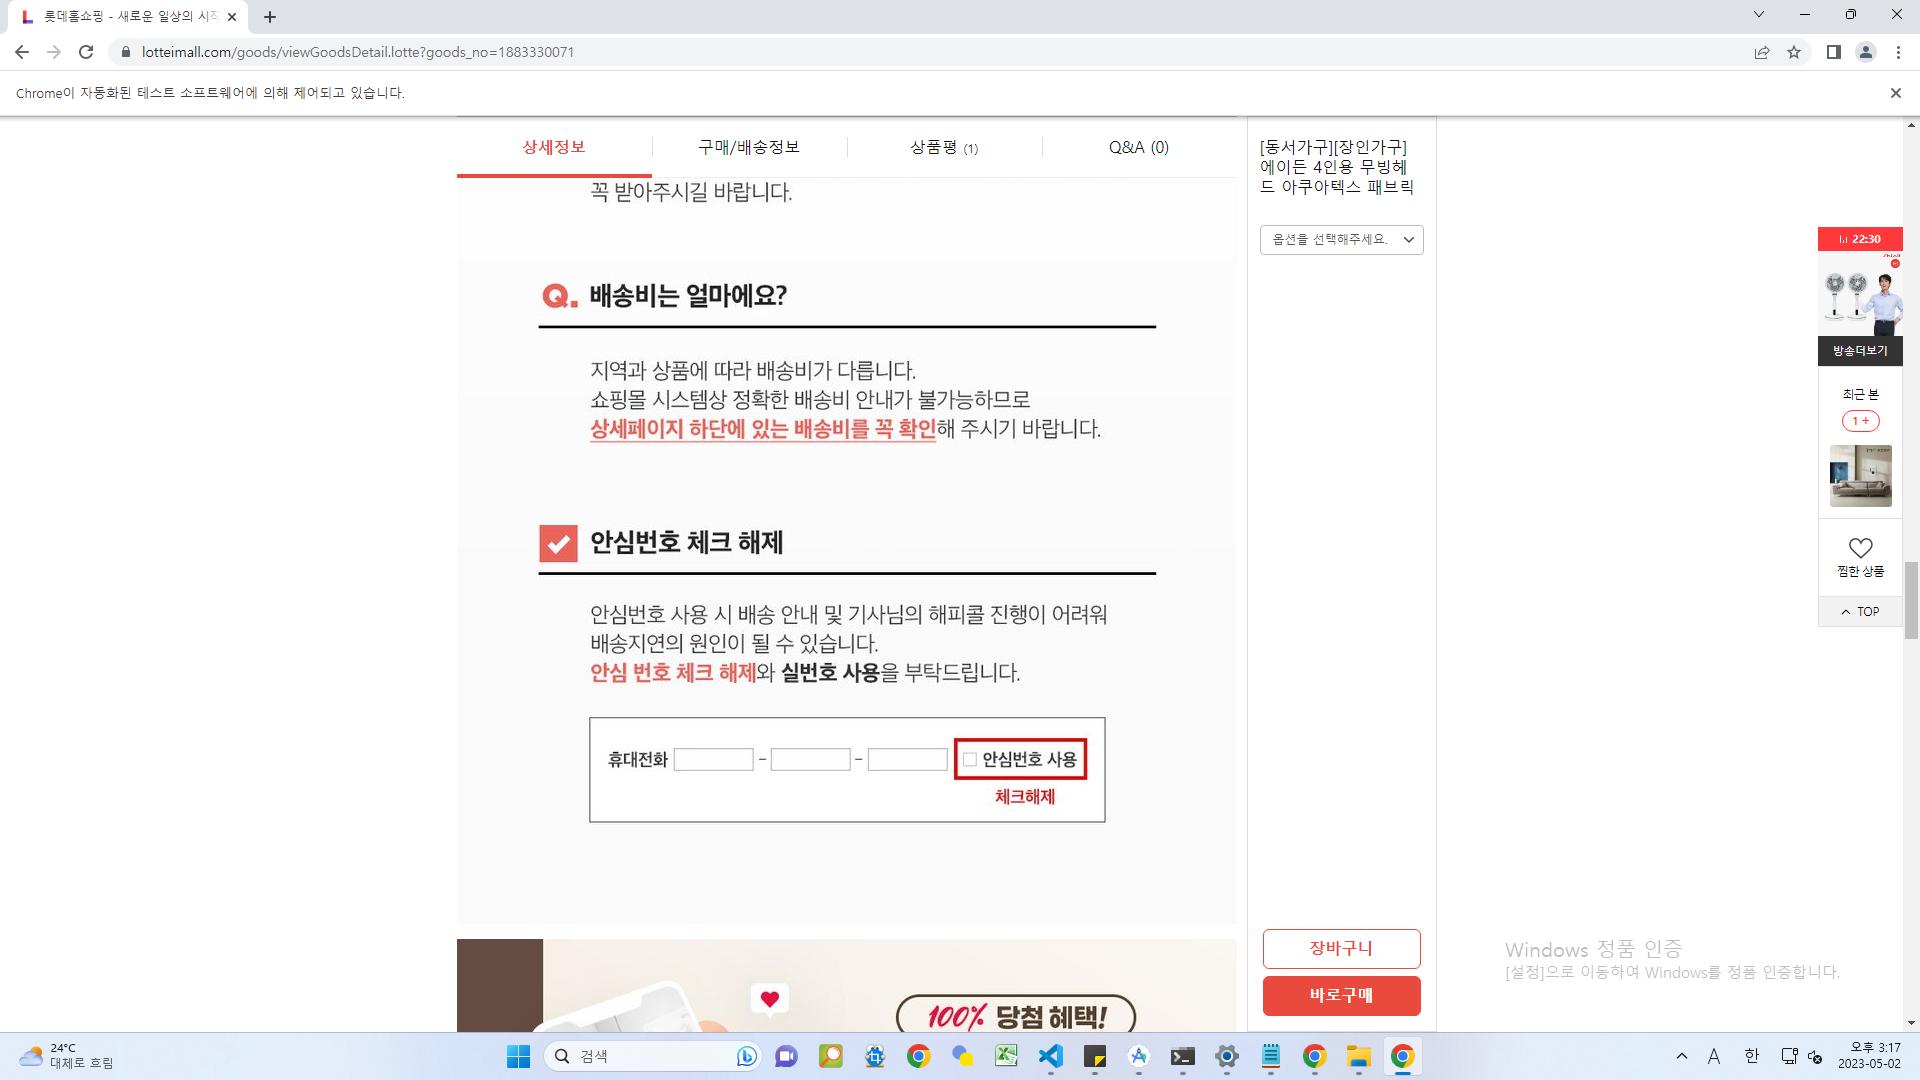 롯데홈쇼핑 - 새로운 일상의 시작
lotteimall.com/goods/viewGoodsDetail.lotte?goods_no=1883330071
Chrome이 자동화된 테스트 소프트웨어에 의해 제어되고 있습니다.
상세정보
구매/배송정보
상품평 (1)
Q&A (0)
꼭 받아주시길 바랍니다.
Q. 배송비는 얼마에요?
지역과 상품에 따라 배송비가 다릅니다.
쇼핑몰 시스템상 정확한 배송비 안내가 불가능하므로
상세페이지 하단에 있는 배송비를 꼭 확인해 주시기 바랍니다.
안심번호 체크 해제
안심번호 사용 시 배송 안내 및 기사님의 해피콜 진행이 어려워
배송지연의 원인이 될 수 있습니다.
안심 번호 체크 해제와 실번호 사용을 부탁드립니다.
휴대전화 - - 안심번호 사용
체크해제
100% 당첨 혜택!
[동서가구][장인가구]
에이든 4인용 무빙헤
드 아쿠아텍스 패브릭
옵션을 선택해주세요.
장바구니
바로구매
22:30
방송더보기
최근 본
1 +
찜한 상품
TOP
Windows 정품 인증
[설정]으로 이동하여 Windows를 정품 인증합니다.
24°C
대체로 흐림
검색
A
한
오후 3:17
2023-05-02